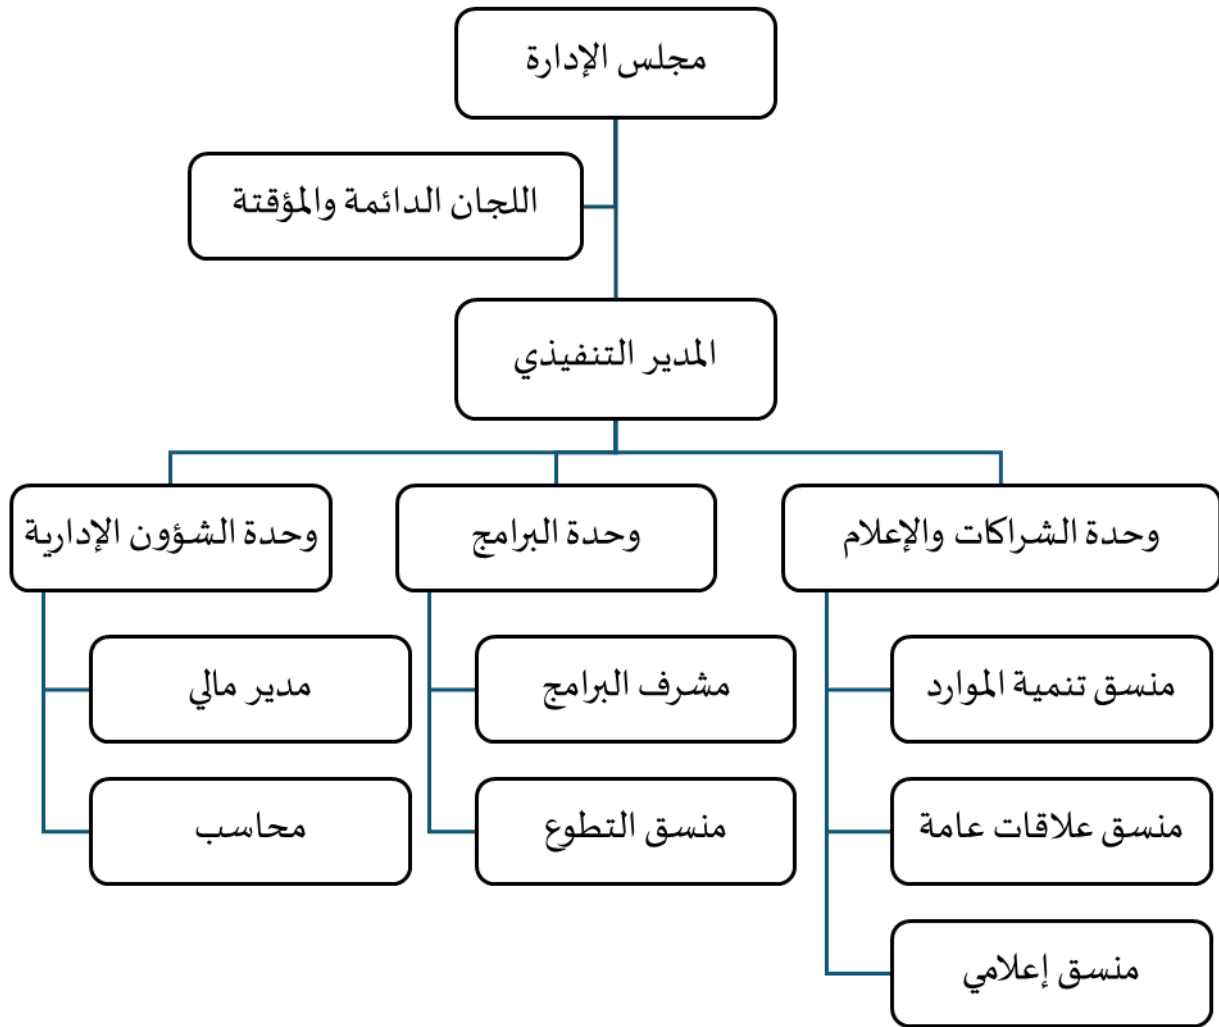 مجلس الإدارة
اللجان الدائمة والمؤقتة
المدير التنفيذي
وحدة الشراكات والإعلام
وحدة البرامج
وحدة الشؤون الإدارية
منسق تنمية الموارد
مشرف البرامج
مدير مالي
منسق علاقات عامة
منسق التطوع
محاسب
منسق إعلامي